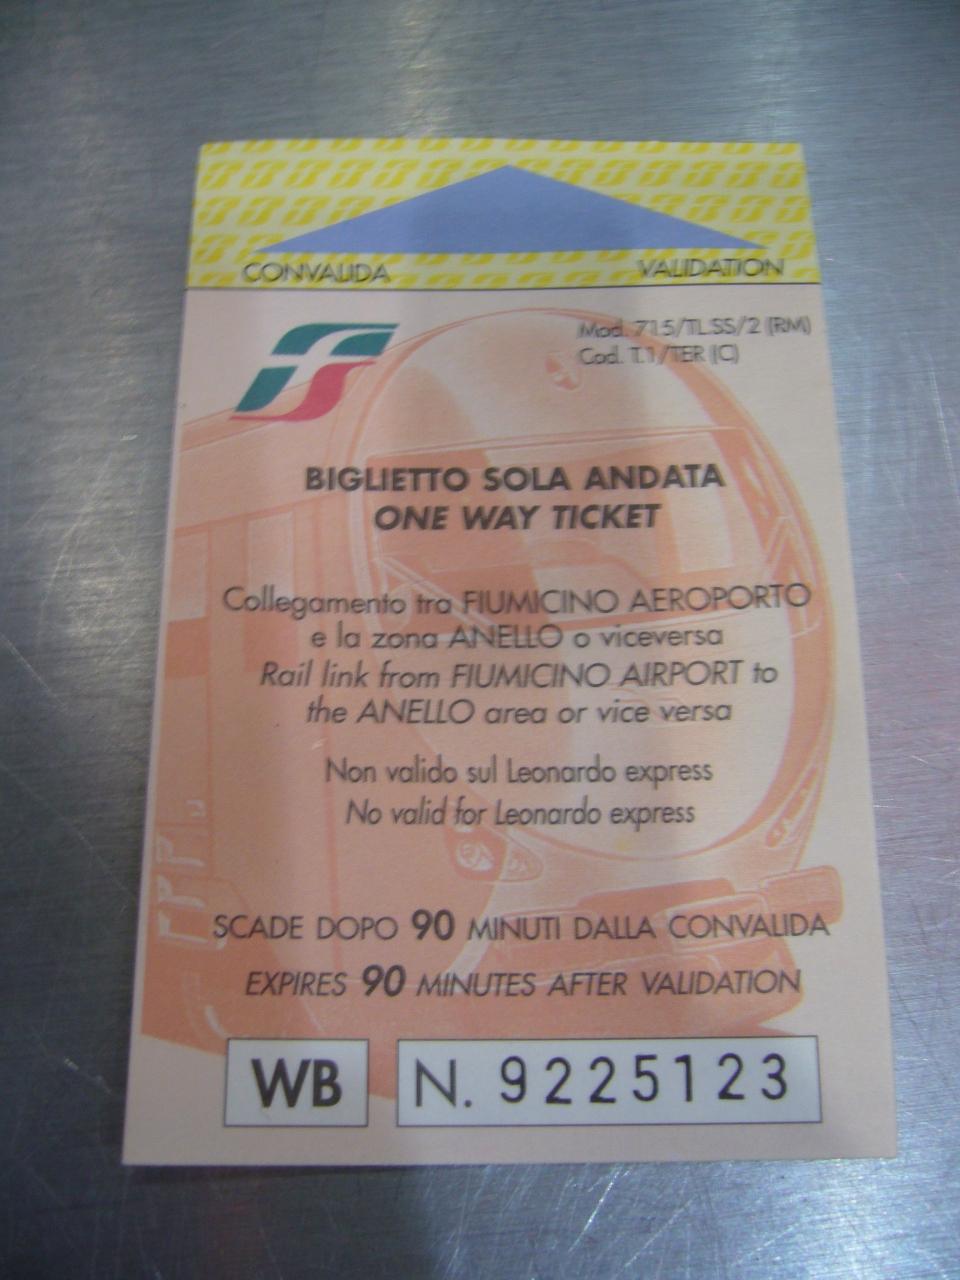 CONVALIDA VALIDATION
Mod. 715/TLSS/2 (RM)
Cod. T.1/TER (C)
BIGLIETTO SOLA ANDATA
ONE WAY TICKET
Collegamento tra FIUMICINO AEROPORTO
e la zona ANELLO o viceversa
Rail link from FIUMICINO AIRPORT to
the ANELLO area or vice versa
Non valido sul Leonardo express
No valid for Leonardo express
SCADE DOPO 90 MINUTI DALLA CONVALIDA
EXPIRES 90 MINUTES AFTER VALIDATION
WB N. 9225123